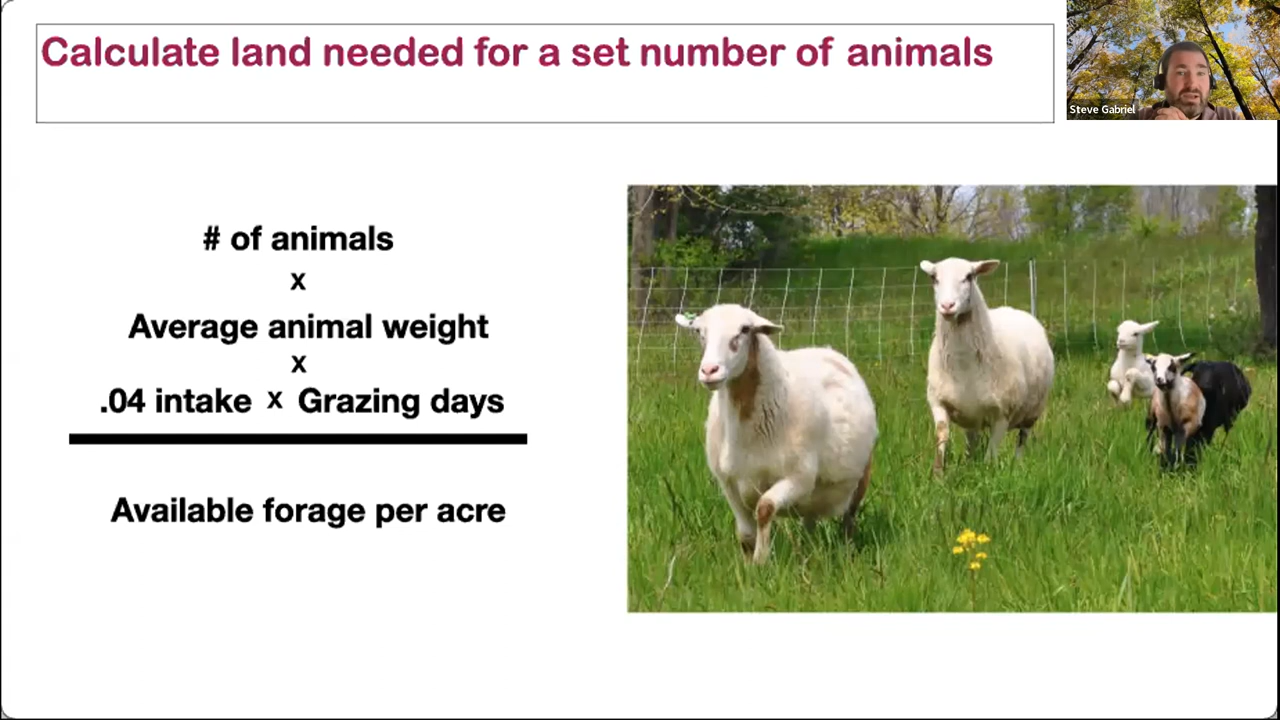 Calculate land needed for a set number of animals
Steve Gabriel
# of animals
x
Average animal weight
x
.04 intake x Grazing days
Available forage per acre